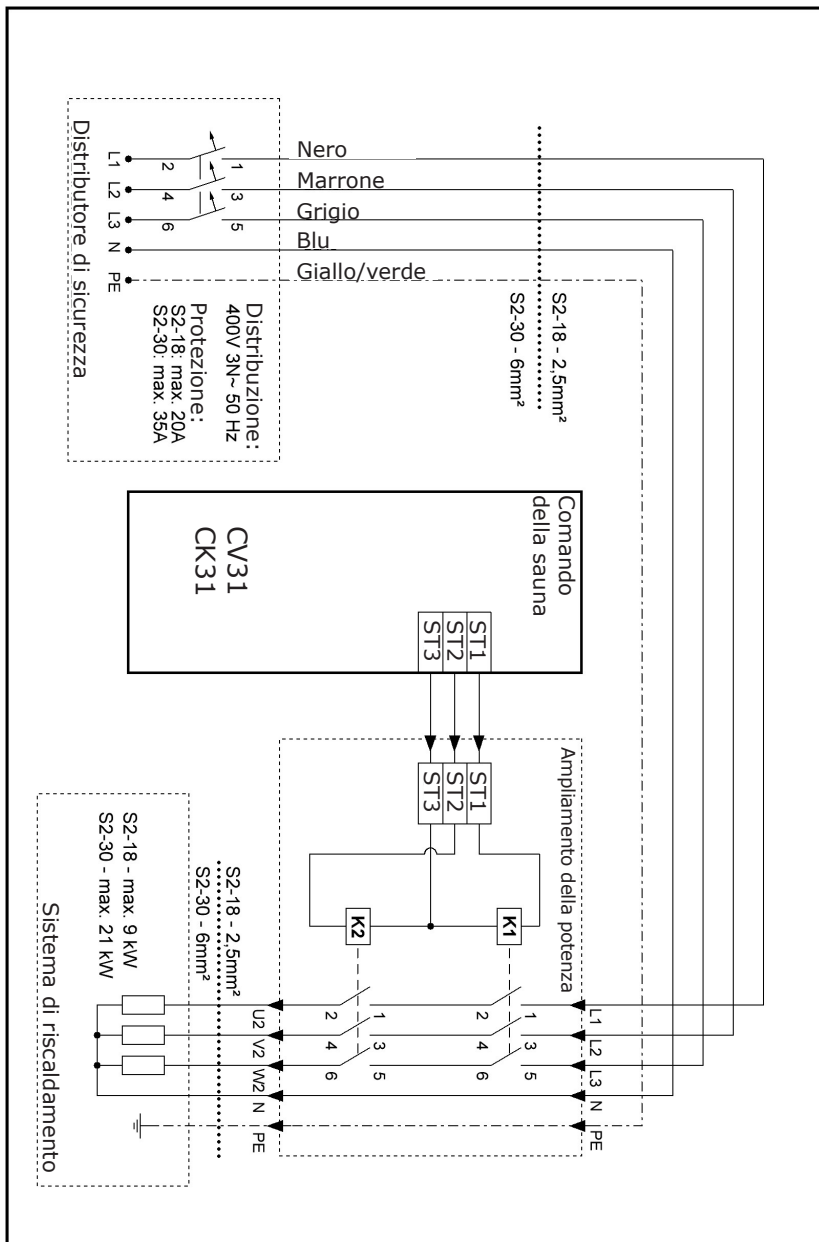 Distributore di sicurezza
L1
L2
L3
N
PE
2
4
6
1
3
5
Nero
Marrone
Grigio
Blu
Giallo/verde
S2-18 - 2,5mm²
S2-30 - 6mm²
Distribuzione:
400V 3N~ 50 Hz
Protezione:
S2-18: max. 20A
S2-30: max. 35A
Comando
della sauna
CV31
CK31
ST1
ST2
ST3
Ampliamento della potenza
ST1
ST2
ST3
K1
K2
L1
L2
L3
N
PE
1
3
5
2
4
6
1
3
5
2
4
6
U2
V2
W2
N
PE
S2-18 - 2,5mm²
S2-30 - 6mm²
S2-18 - max. 9 kW
S2-30 - max. 21 kW
Sistema di riscaldamento